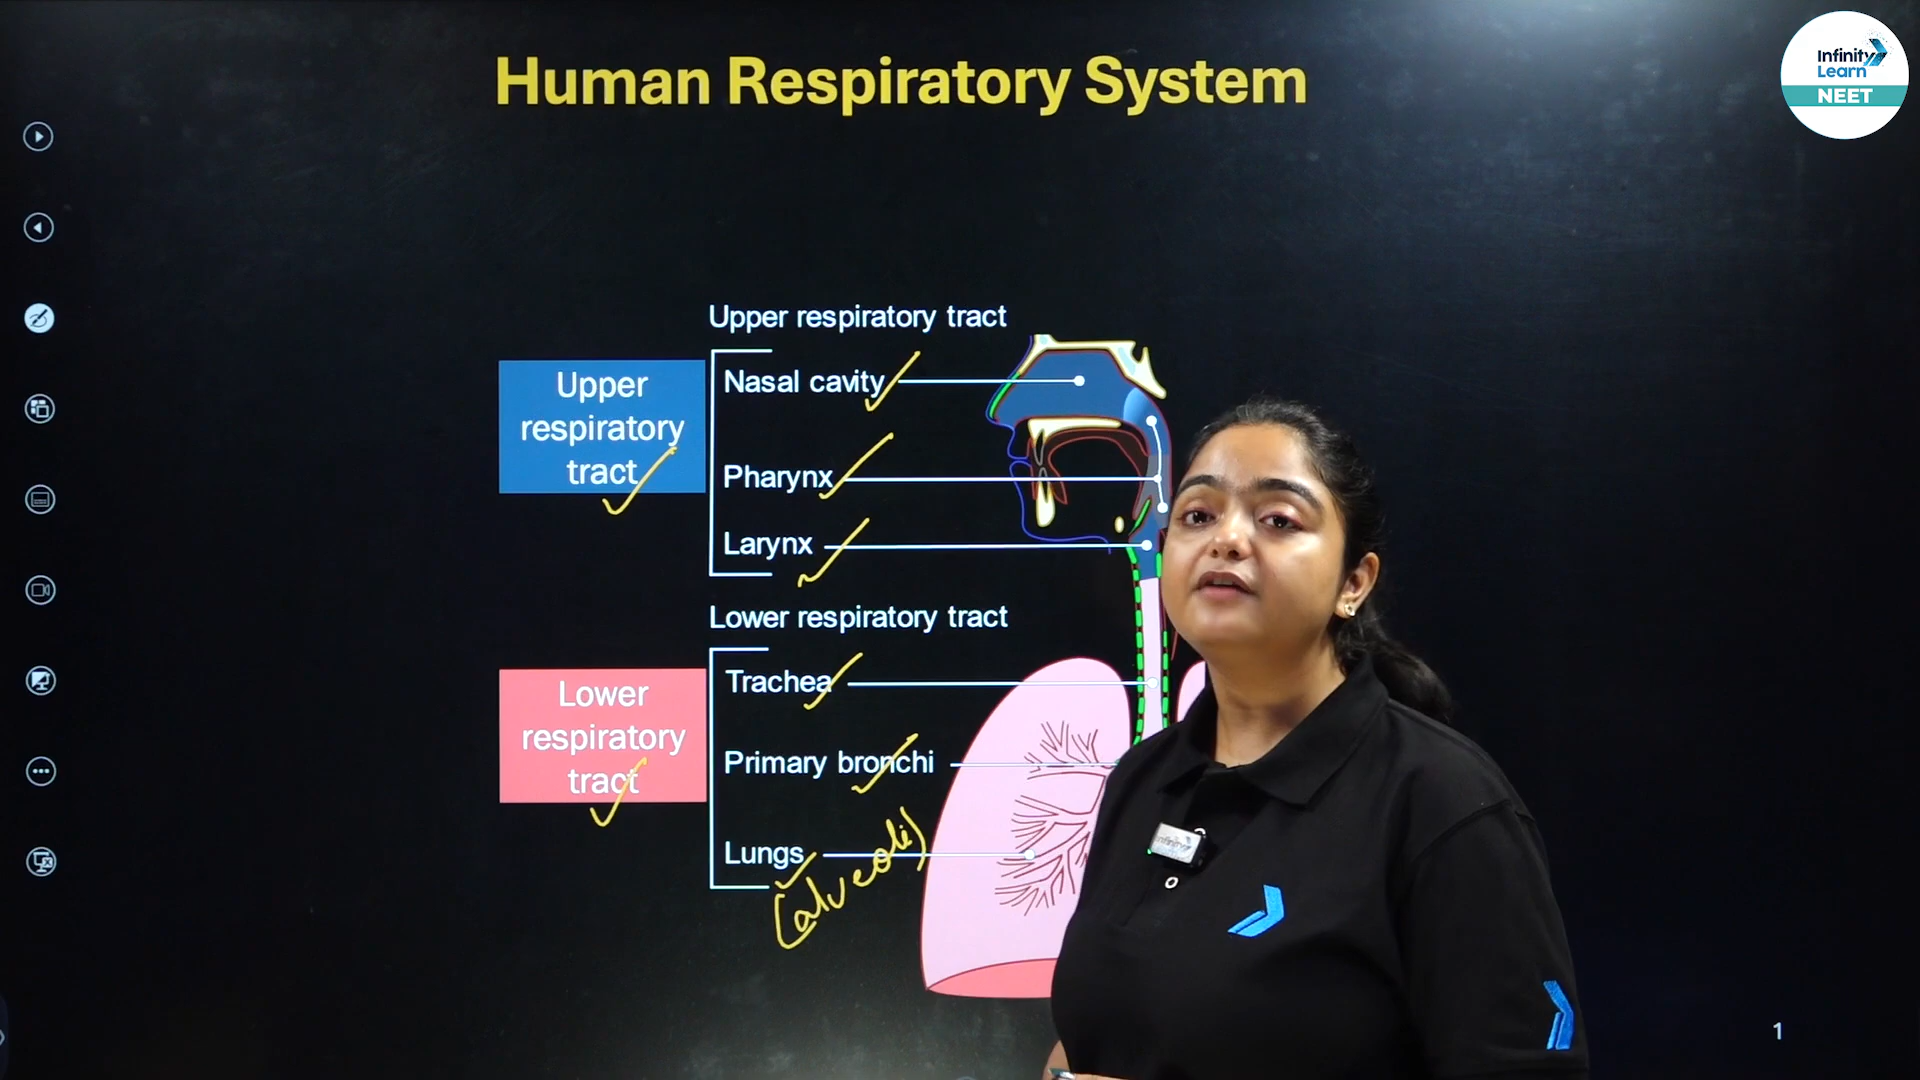 Human Respiratory System
Infinity
Learn
NEET
Upper respiratory tract
Upper
respiratory
tract
Nasal cavity
Pharynx
Larynx
Lower respiratory tract
Lower
respiratory
tract
Trachea
Primary bronchi
Lungs
(alveoli)
1